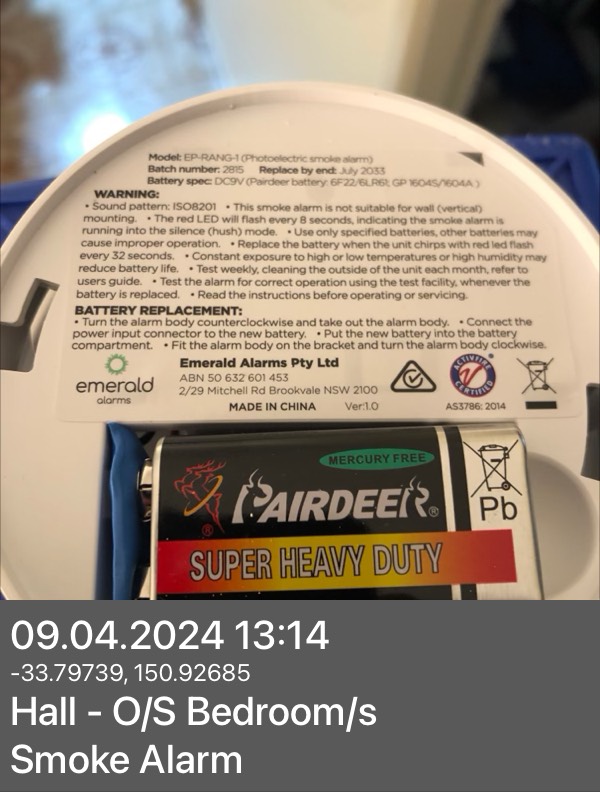 Model: EP-RANG-1 (Photoelectric smoke alarm)
Batch number: 2815 Replace by end: July 2033
Battery spec: DC9V (Pairdeer battery: 6F22/6LR61; GP 1604S/1604A )
WARNING:
• Sound pattern: ISO8201 • This smoke alarm is not suitable for wall (vertical)
mounting. • The red LED will flash every 8 seconds, indicating the smoke alarm is
running into the silence (hush) mode. • Use only specified batteries, other batteries may
cause improper operation. • Replace the battery when the unit chirps with red led flash
every 32 seconds. • Constant exposure to high or low temperatures or high humidity may
reduce battery life. • Test weekly, cleaning the outside of the unit each month, refer to
users guide. • Test the alarm for correct operation using the test facility, whenever the
battery is replaced. • Read the instructions before operating or servicing.
BATTERY REPLACEMENT:
• Turn the alarm body counterclockwise and take out the alarm body. • Connect the
power input connector to the new battery. • Put the new battery into the battery
compartment. • Fit the alarm body on the bracket and turn the alarm body clockwise.
emerald
alarms
Emerald Alarms Pty Ltd
ABN 50 632 601 453
2/29 Mitchell Rd Brookvale NSW 2100
MADE IN CHINA Ver:1.0
ACTIVFIRE
CERTIFIED
AS3786: 2014
MERCURY FREE
PAIRDEER®
®
Pb
SUPER HEAVY DUTY
09.04.2024 13:14
-33.79739, 150.92685
Hall - O/S Bedroom/s
Smoke Alarm